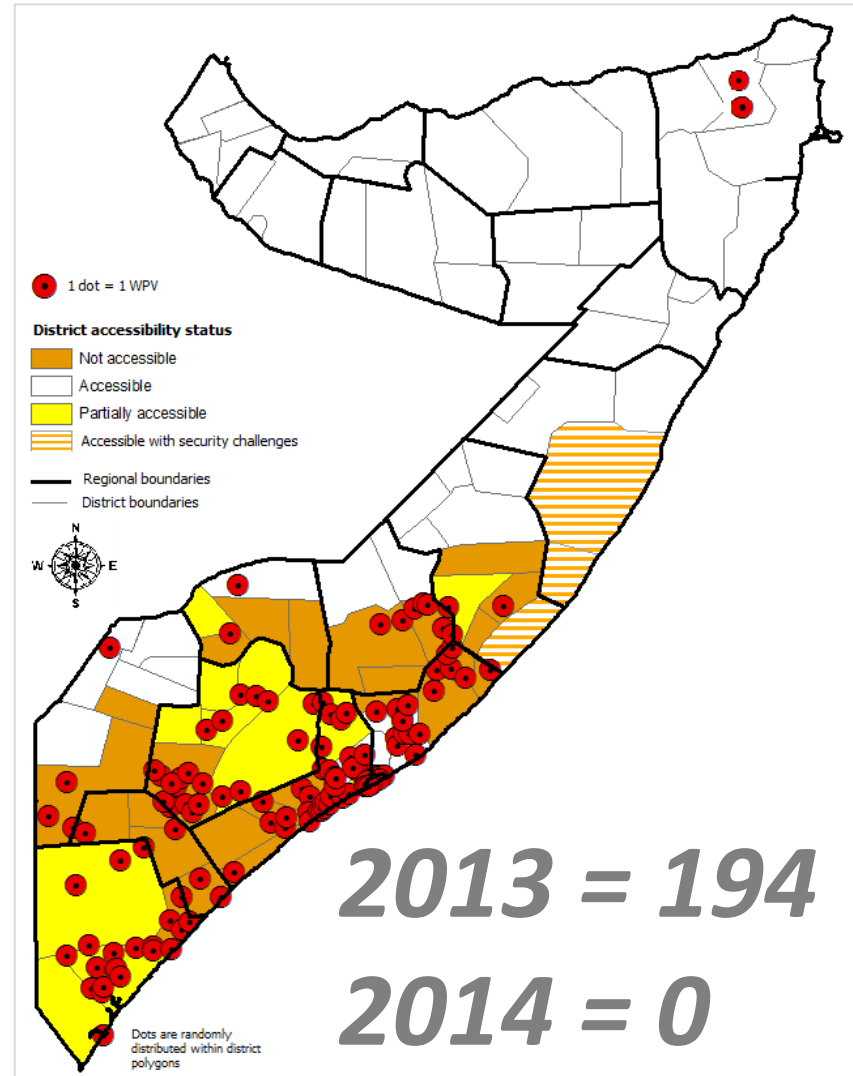 1 dot = 1 WPV
District accessibility status
Not accessible
Accessible
Partially accessible
Accessible with security challenges
Regional boundaries
District boundaries
N
W E
S
2013 = 194
2014 = 0
Dots are randomly
distributed within district
polygons